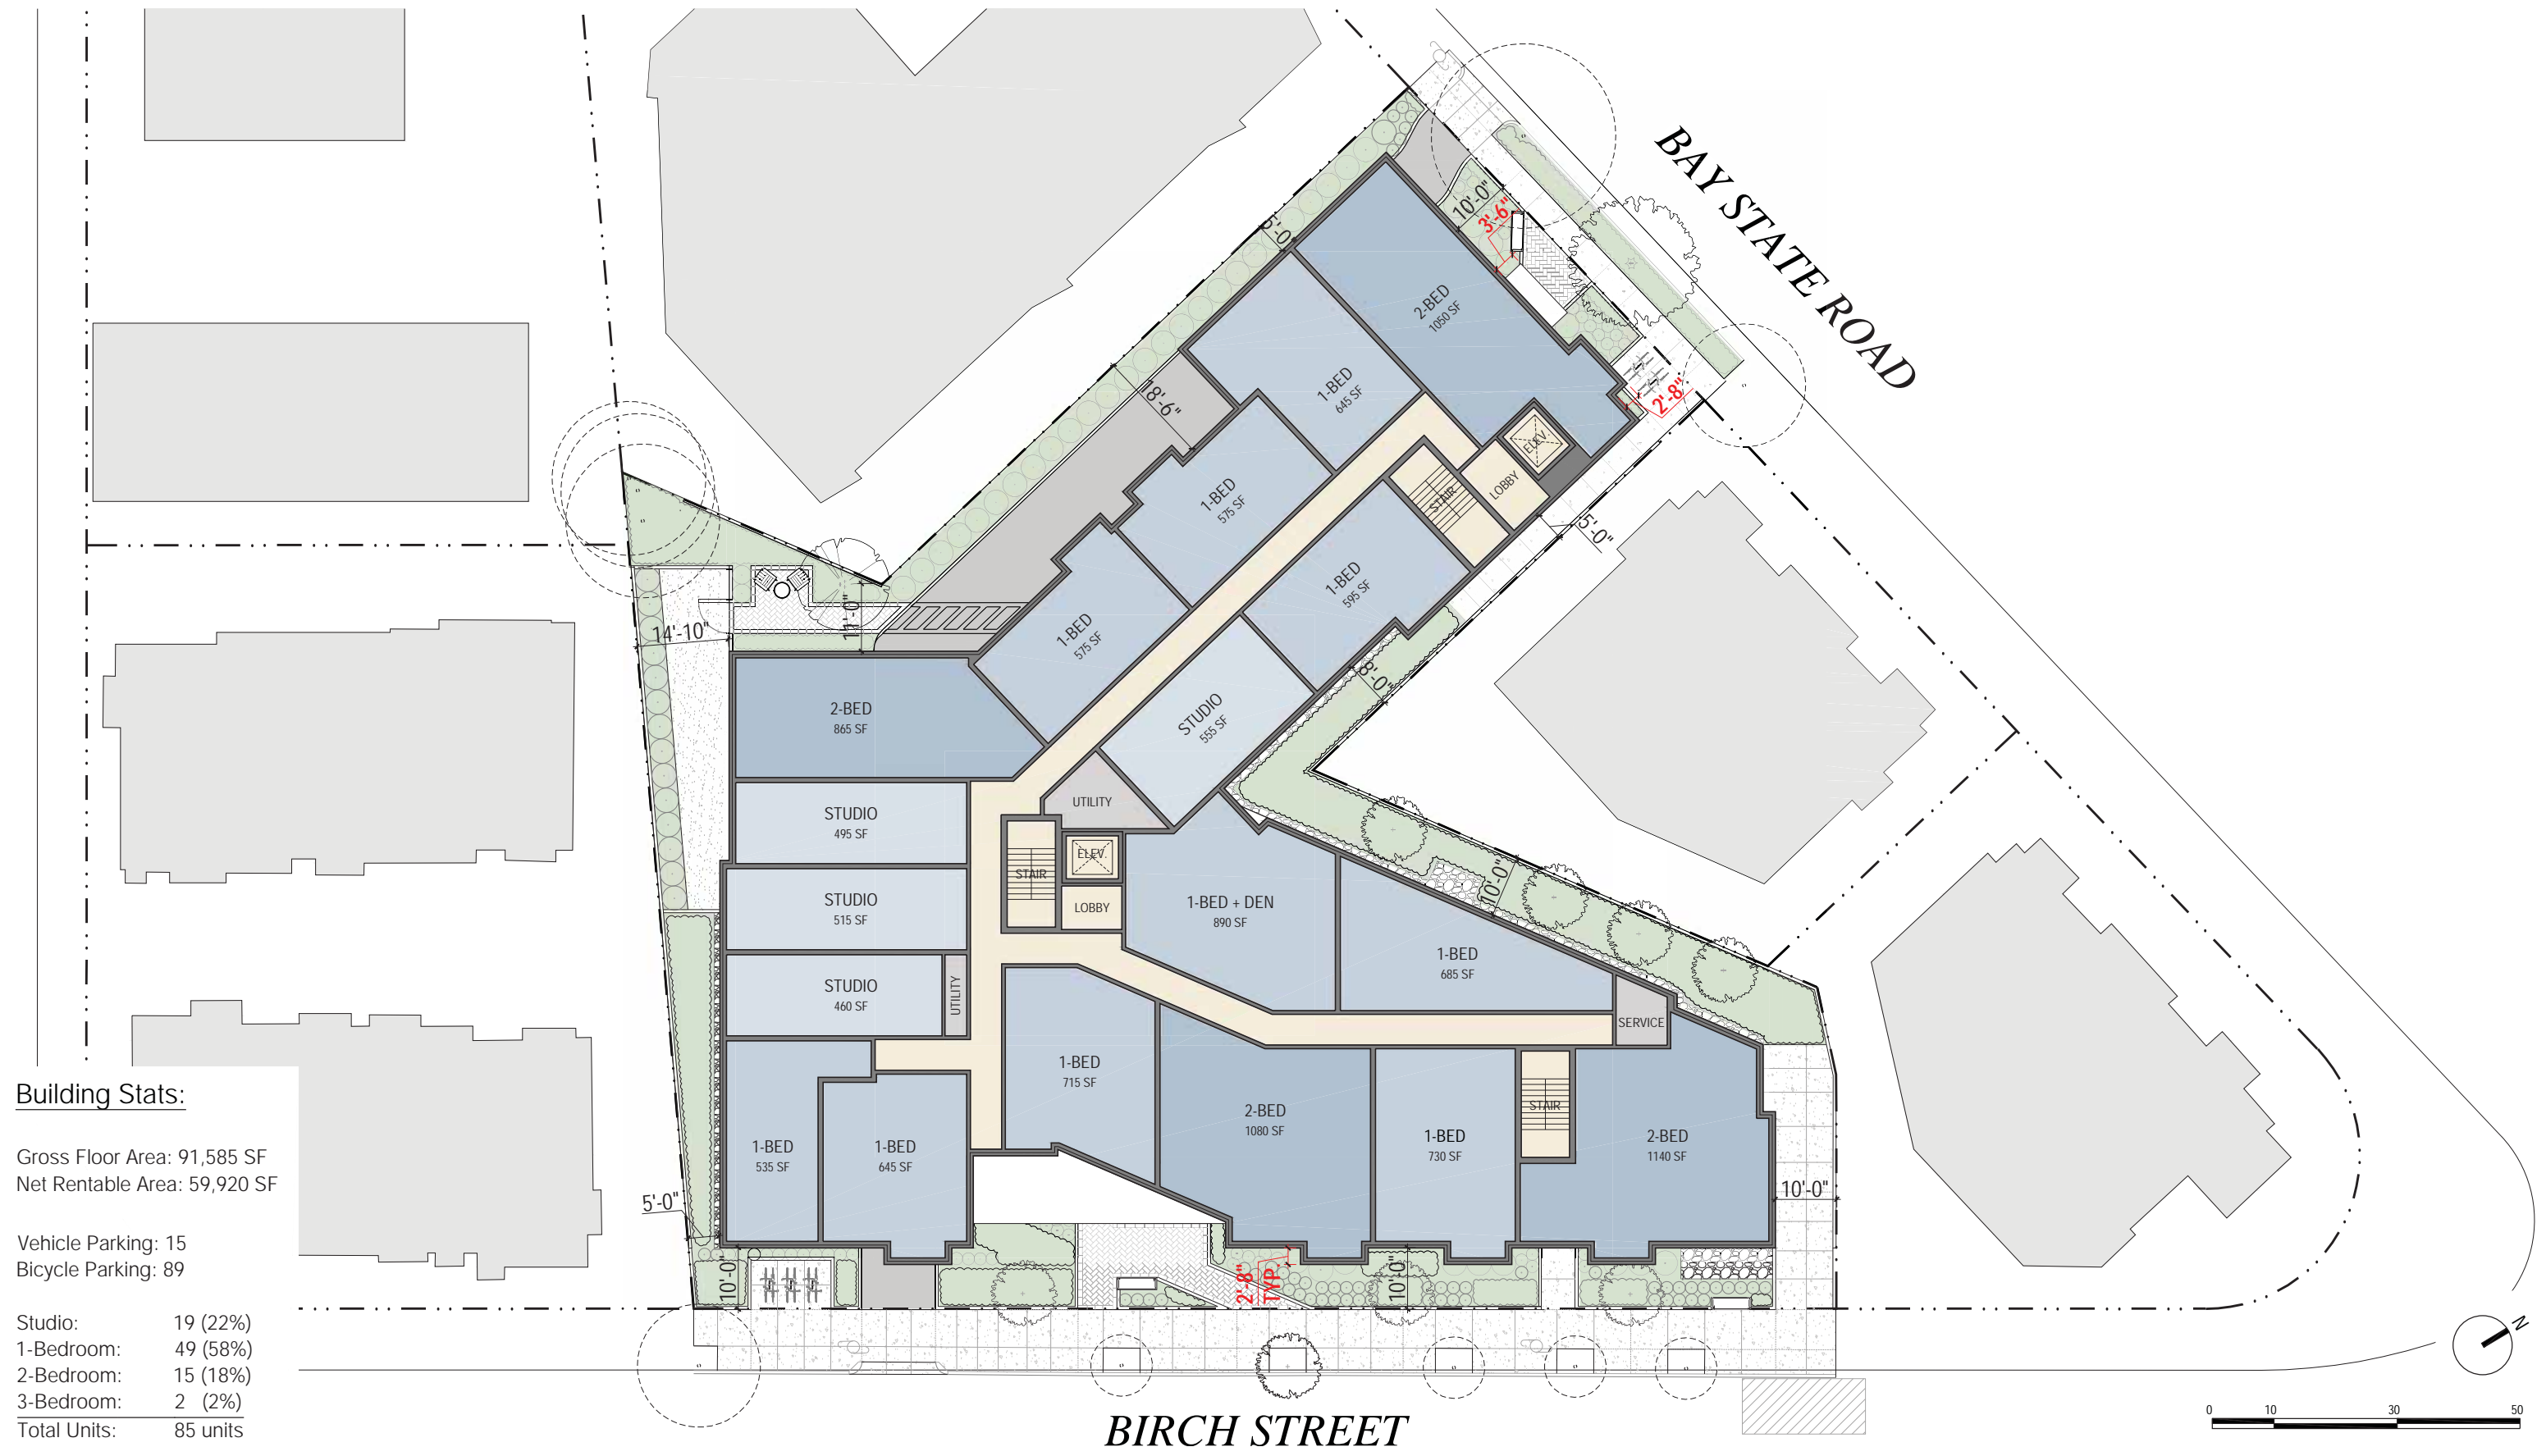 BAY STATE ROAD
10'-0"
3'-6"
5'-0"
2-BED
1050 SF
1-BED
645 SF
18'-6"
2'-8"
ELEV.
LOBBY
STAIR
1-BED
575 SF
5'-0"
1-BED
595 SF
1-BED
575 SF
11'-0"
14'-10"
8'-0"
STUDIO
555 SF
2-BED
865 SF
UTILITY
STUDIO
495 SF
ELEV.
STAIR
LOBBY
10'-0"
STUDIO
515 SF
1-BED + DEN
890 SF
1-BED
685 SF
STUDIO
460 SF
UTILITY
SERVICE
1-BED
715 SF
2-BED
1080 SF
STAIR
1-BED
535 SF
1-BED
645 SF
1-BED
730 SF
2-BED
1140 SF
5'-0"
10'-0"
10'-0"
2'-8"
TYP.
10'-0"
Building Stats:
Gross Floor Area: 91,585 SF
Net Rentable Area: 59,920 SF
Vehicle Parking: 15
Bicycle Parking: 89
Studio: 19 (22%)
1-Bedroom: 49 (58%)
2-Bedroom: 15 (18%)
3-Bedroom: 2 (2%)
Total Units: 85 units
BIRCH STREET
N
0 10 30 50